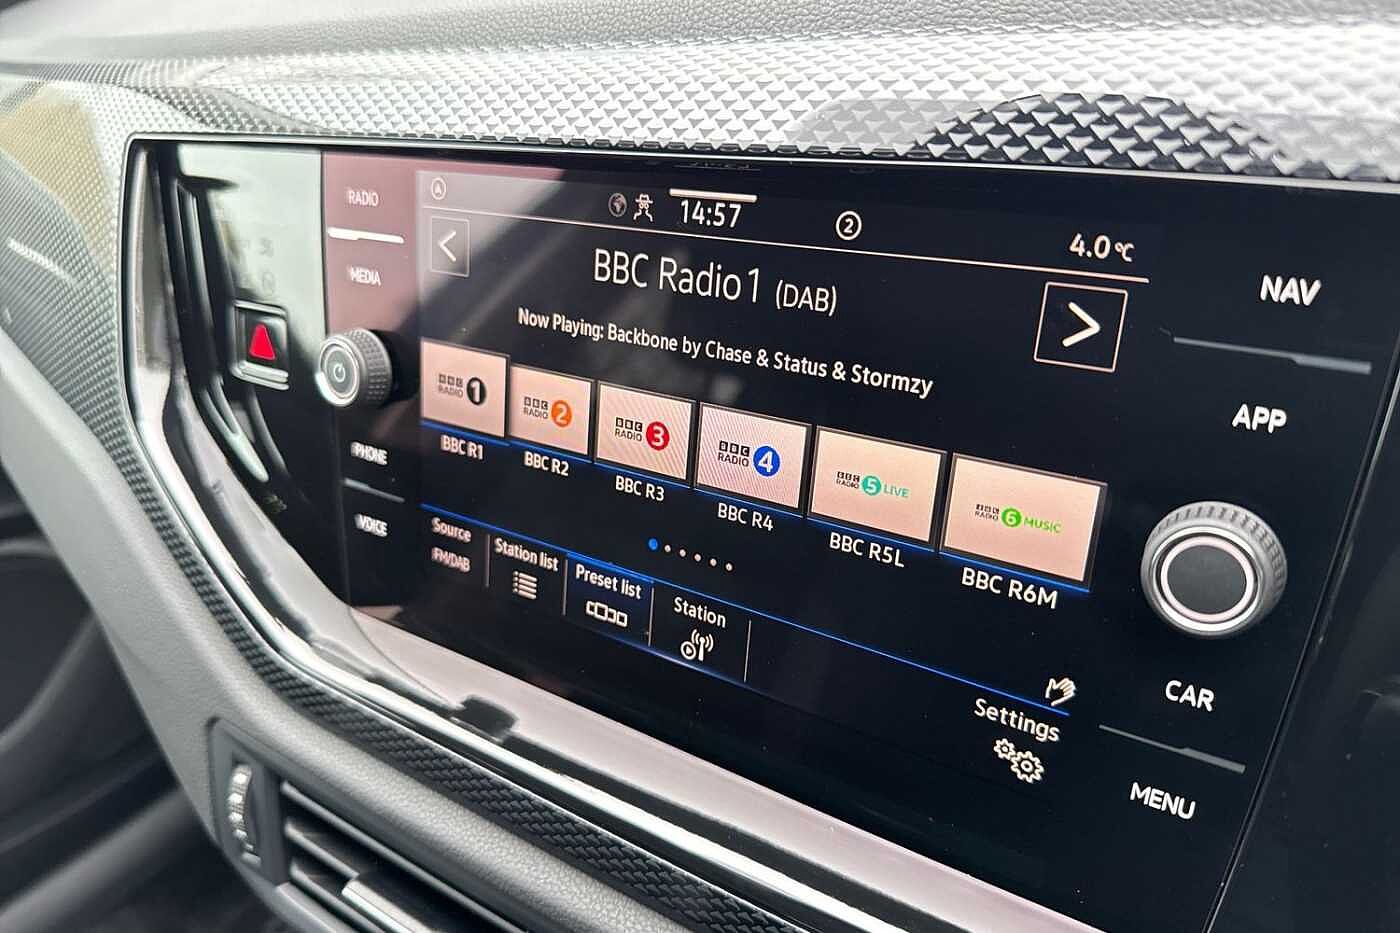 RADIO
MEDIA
PHONE
VOICE
14:57
2
4.0°C
BBC Radio1 (DAB)
Now Playing: Backbone by Chase & Status & Stormzy
BBC RADIO 1
BBC RADIO 2
BBC RADIO 3
BBC RADIO 4
BBC RADIO 5 LIVE
BBC RADIO 6 MUSIC
BBC R1
BBC R2
BBC R3
BBC R4
BBC R5L
BBC R6M
Source
FM/DAB
Station list
Preset list
Station
Settings
NAV
APP
CAR
MENU